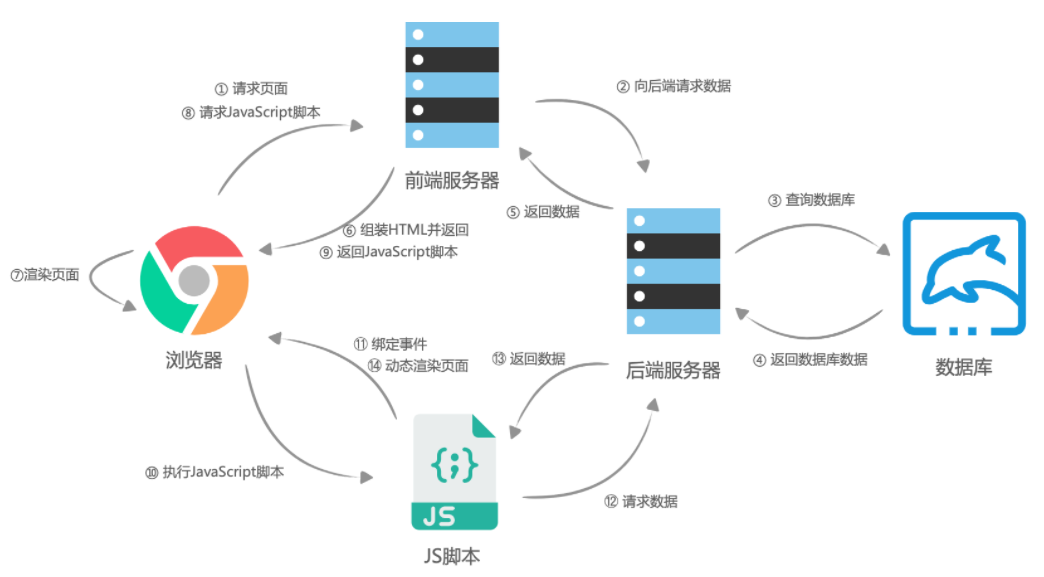 ① 请求页面
⑧ 请求JavaScript脚本
② 向后端请求数据
前端服务器
⑤ 返回数据
③ 查询数据库
⑥ 组装HTML并返回
⑨ 返回JavaScript脚本
⑦渲染页面
浏览器
⑪ 绑定事件
⑭ 动态渲染页面
⑬ 返回数据
后端服务器
④ 返回数据库数据
数据库
⑩ 执行JavaScript脚本
{;}
JS
⑫ 请求数据
JS脚本